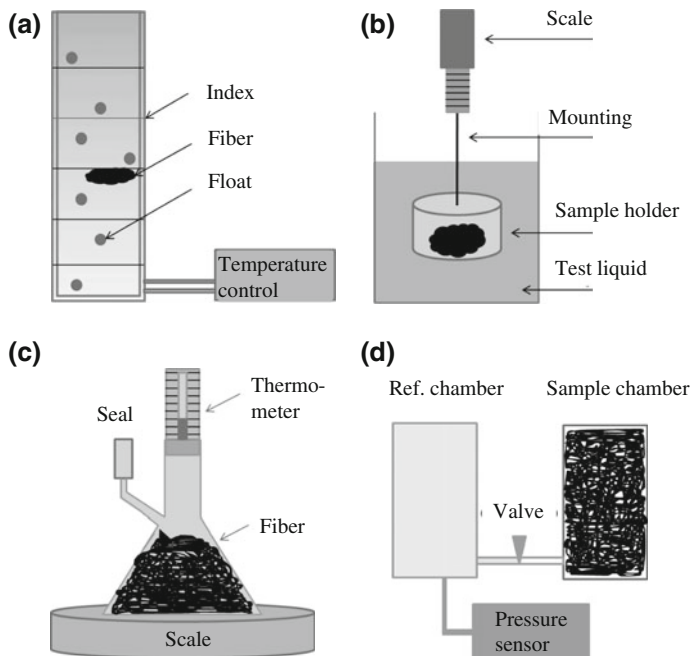 (a)
Index
Fiber
Float
Temperature
control
(b)
Scale
Mounting
Sample holder
Test liquid
(c)
Thermo-
meter
Seal
Fiber
Scale
(d)
Ref. chamber
Sample chamber
Valve
Pressure
sensor